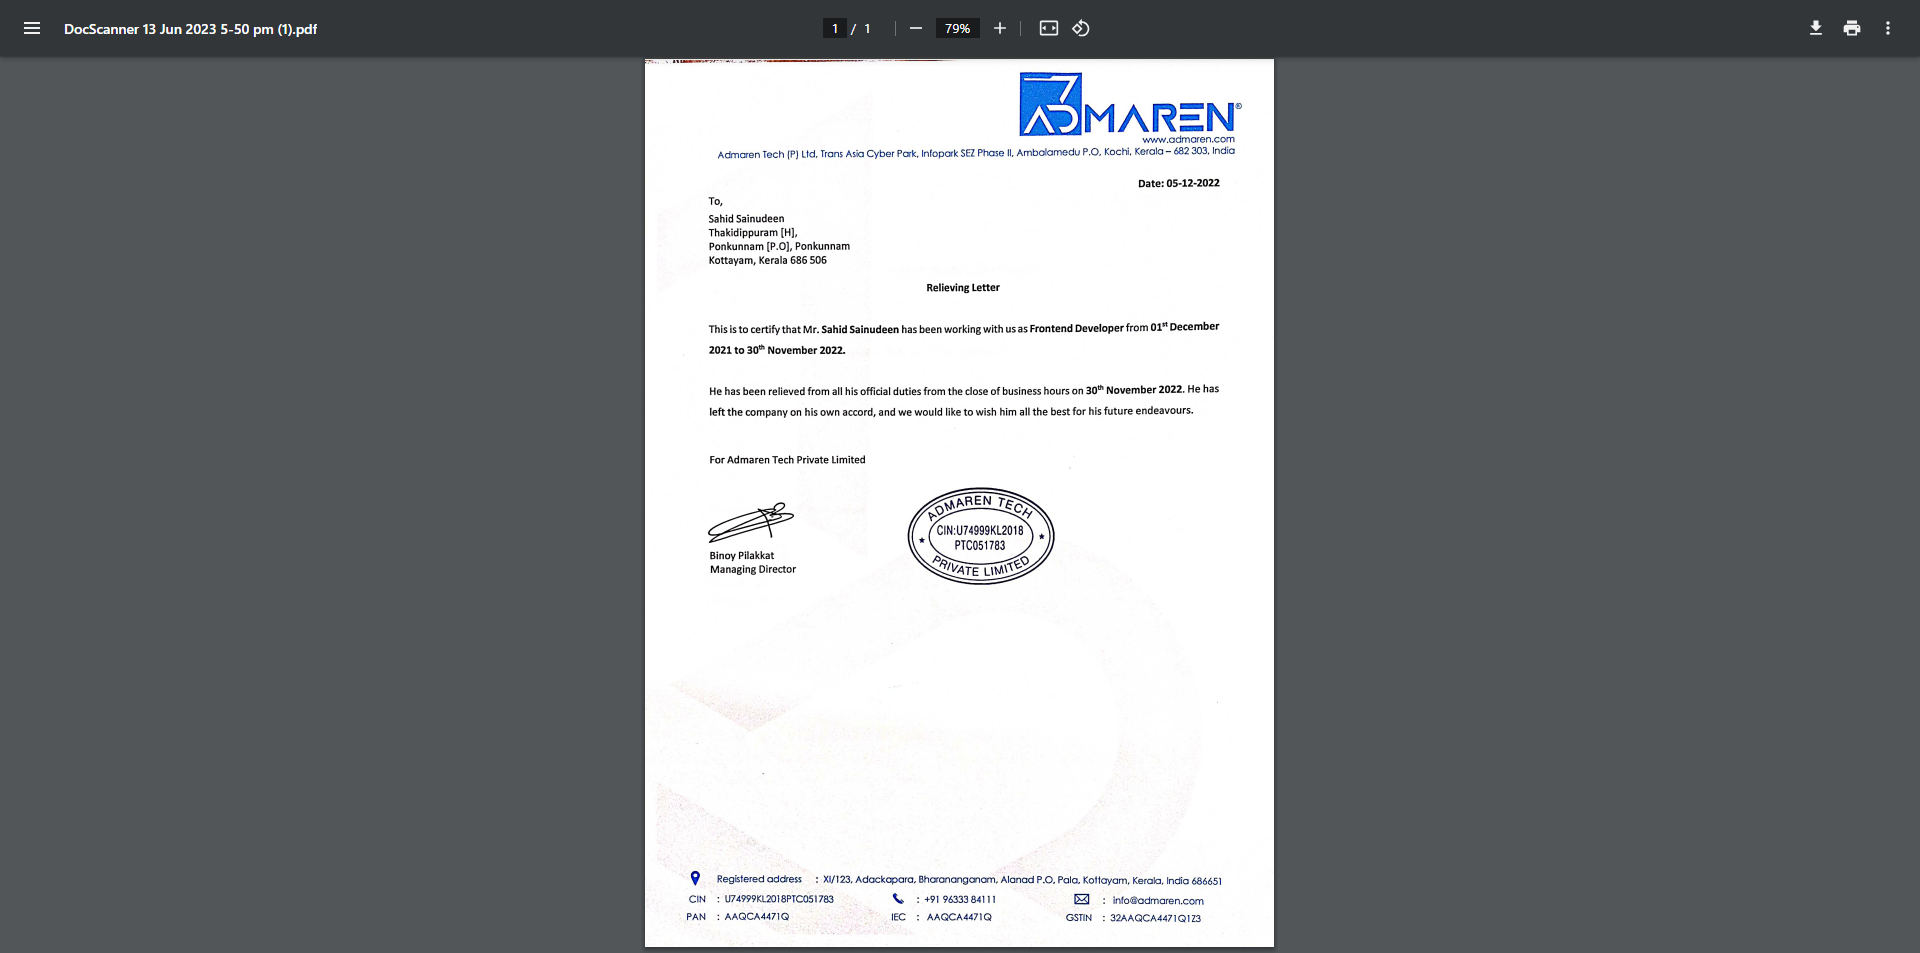 DocScanner 13 Jun 2023 5-50 pm (1).pdf
1 / 1
79%
ADMAREN®
www.admaren.com
Admaren Tech (P) Ltd, Trans Asia Cyber Park, Infopark SEZ Phase II, Ambalamedu P.O, Kochi, Kerala – 682 303, India
Date: 05-12-2022
To,
Sahid Sainudeen
Thakidippuram [H],
Ponkunnam [P.O], Ponkunnam
Kottayam, Kerala 686 506
Relieving Letter
This is to certify that Mr. Sahid Sainudeen has been working with us as Frontend Developer from 01st December
2021 to 30th November 2022.
He has been relieved from all his official duties from the close of business hours on 30th November 2022. He has
left the company on his own accord, and we would like to wish him all the best for his future endeavours.
For Admaren Tech Private Limited
ADMAREN TECH
CIN:U74999KL2018
PTC051783
PRIVATE LIMITED
Binoy Pilakkat
Managing Director
Registered address : XI/123, Adackapara, Bharananganam, Alanad P.O, Pala, Kottayam, Kerala, India 686651
CIN : U74999KL2018PTC051783 : +91 96333 84111 : info@admaren.com
PAN : AAQCA4471Q IEC : AAQCA4471Q GSTIN : 32AAQCA4471Q1Z3